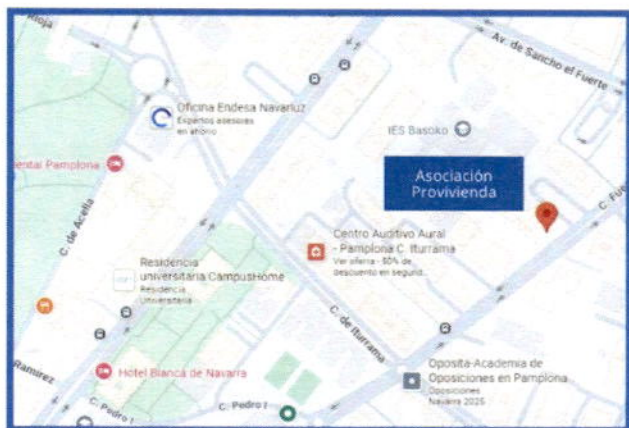 Rioja
Av. de Sancho el Fuerte
Oficina Endesa Navarluz
Expertos asesores
en ahorro
IES Basoko
ental Pamplona
Asociación
Provivienda
C. de Acella
C. Fue
Centro Auditivo Aural
- Pamplona C. Iturrama
Ver oferta - 50% de
descuento en segund...
Residencia
universitaria CampusHome
Residencia
Universitaria
C. de Iturrama
Ramirez
Hotel Blanca de Navarra
Oposita-Academia de
Oposiciones en Pamplona
Oposiciones
Navarra 2025
C. Pedro I
C. Pedro I